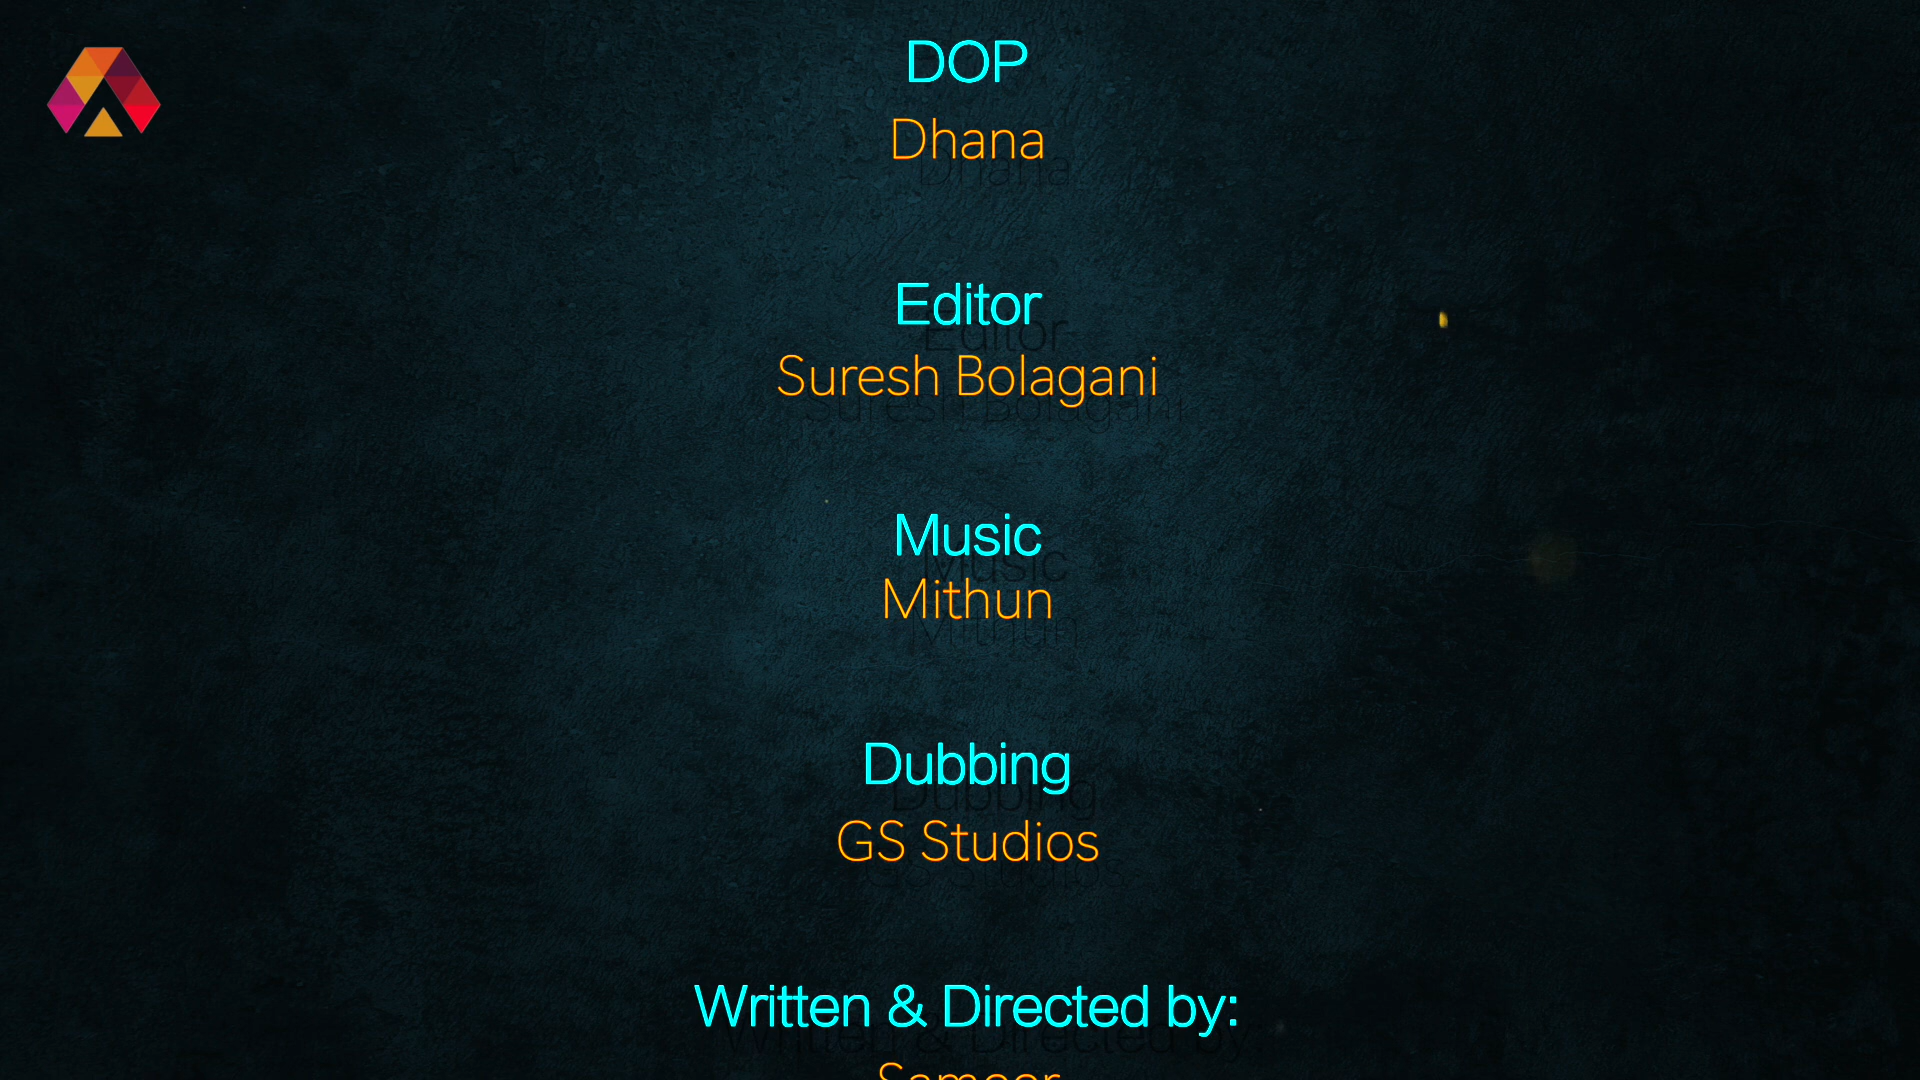 DOP
Dhana
Editor
Suresh Bolagani
Music
Mithun
Dubbing
GS Studios
Written & Directed by: